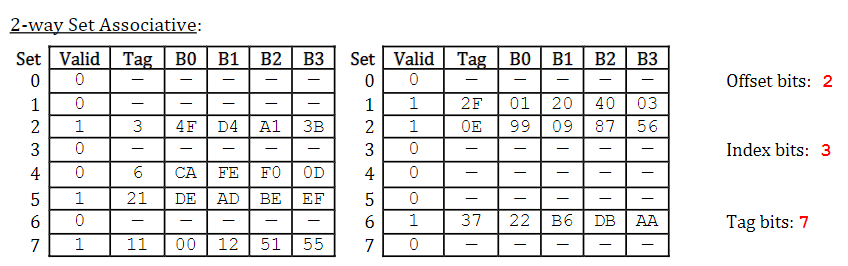 2-way Set Associative:
Set Valid Tag B0 B1 B2 B3 Set Valid Tag B0 B1 B2 B3
0 0 — — — — — 0 0 — — — — — Offset bits: 2
1 0 — — — — — 1 1 2F 01 20 40 03
2 1 3 4F D4 A1 3B 2 1 0E 99 09 87 56
3 0 — — — — — 3 0 — — — — — Index bits: 3
4 0 6 CA FE F0 0D 4 0 — — — — —
5 1 21 DE AD BE EF 5 0 — — — — —
6 0 — — — — — 6 1 37 22 B6 DB AA Tag bits: 7
7 1 11 00 12 51 55 7 0 — — — — —